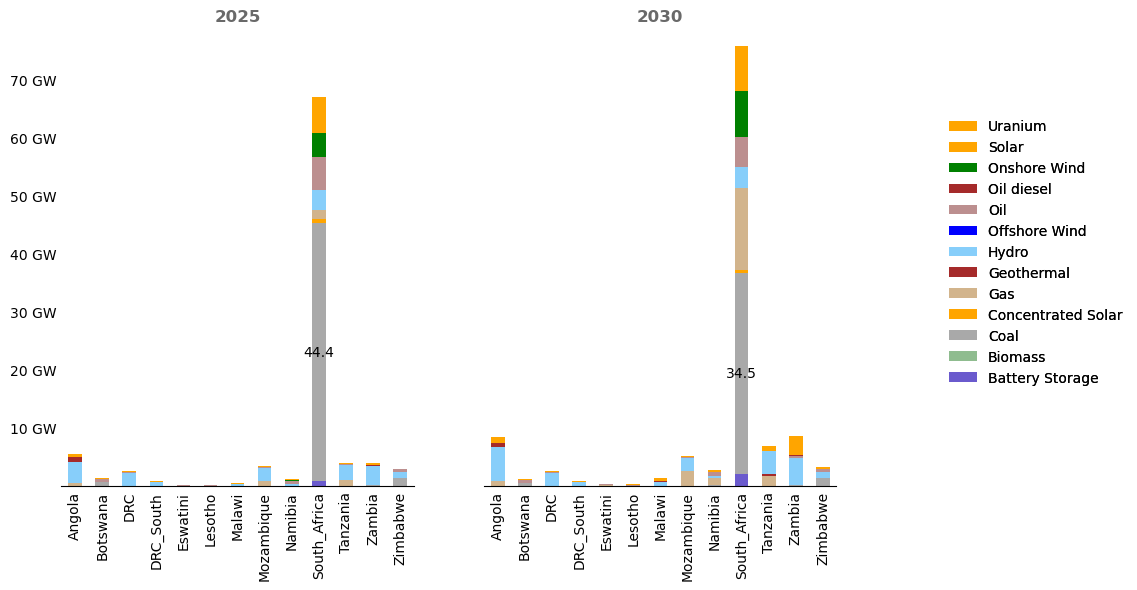 2025
2030
70 GW
60 GW
50 GW
40 GW
30 GW
20 GW
10 GW
44.4
34.5
Angola
Botswana
DRC
DRC_South
Eswatini
Lesotho
Malawi
Mozambique
Namibia
South_Africa
Tanzania
Zambia
Zimbabwe
Angola
Botswana
DRC
DRC_South
Eswatini
Lesotho
Malawi
Mozambique
Namibia
South_Africa
Tanzania
Zambia
Zimbabwe
Uranium
Solar
Onshore Wind
Oil diesel
Oil
Offshore Wind
Hydro
Geothermal
Gas
Concentrated Solar
Coal
Biomass
Battery Storage